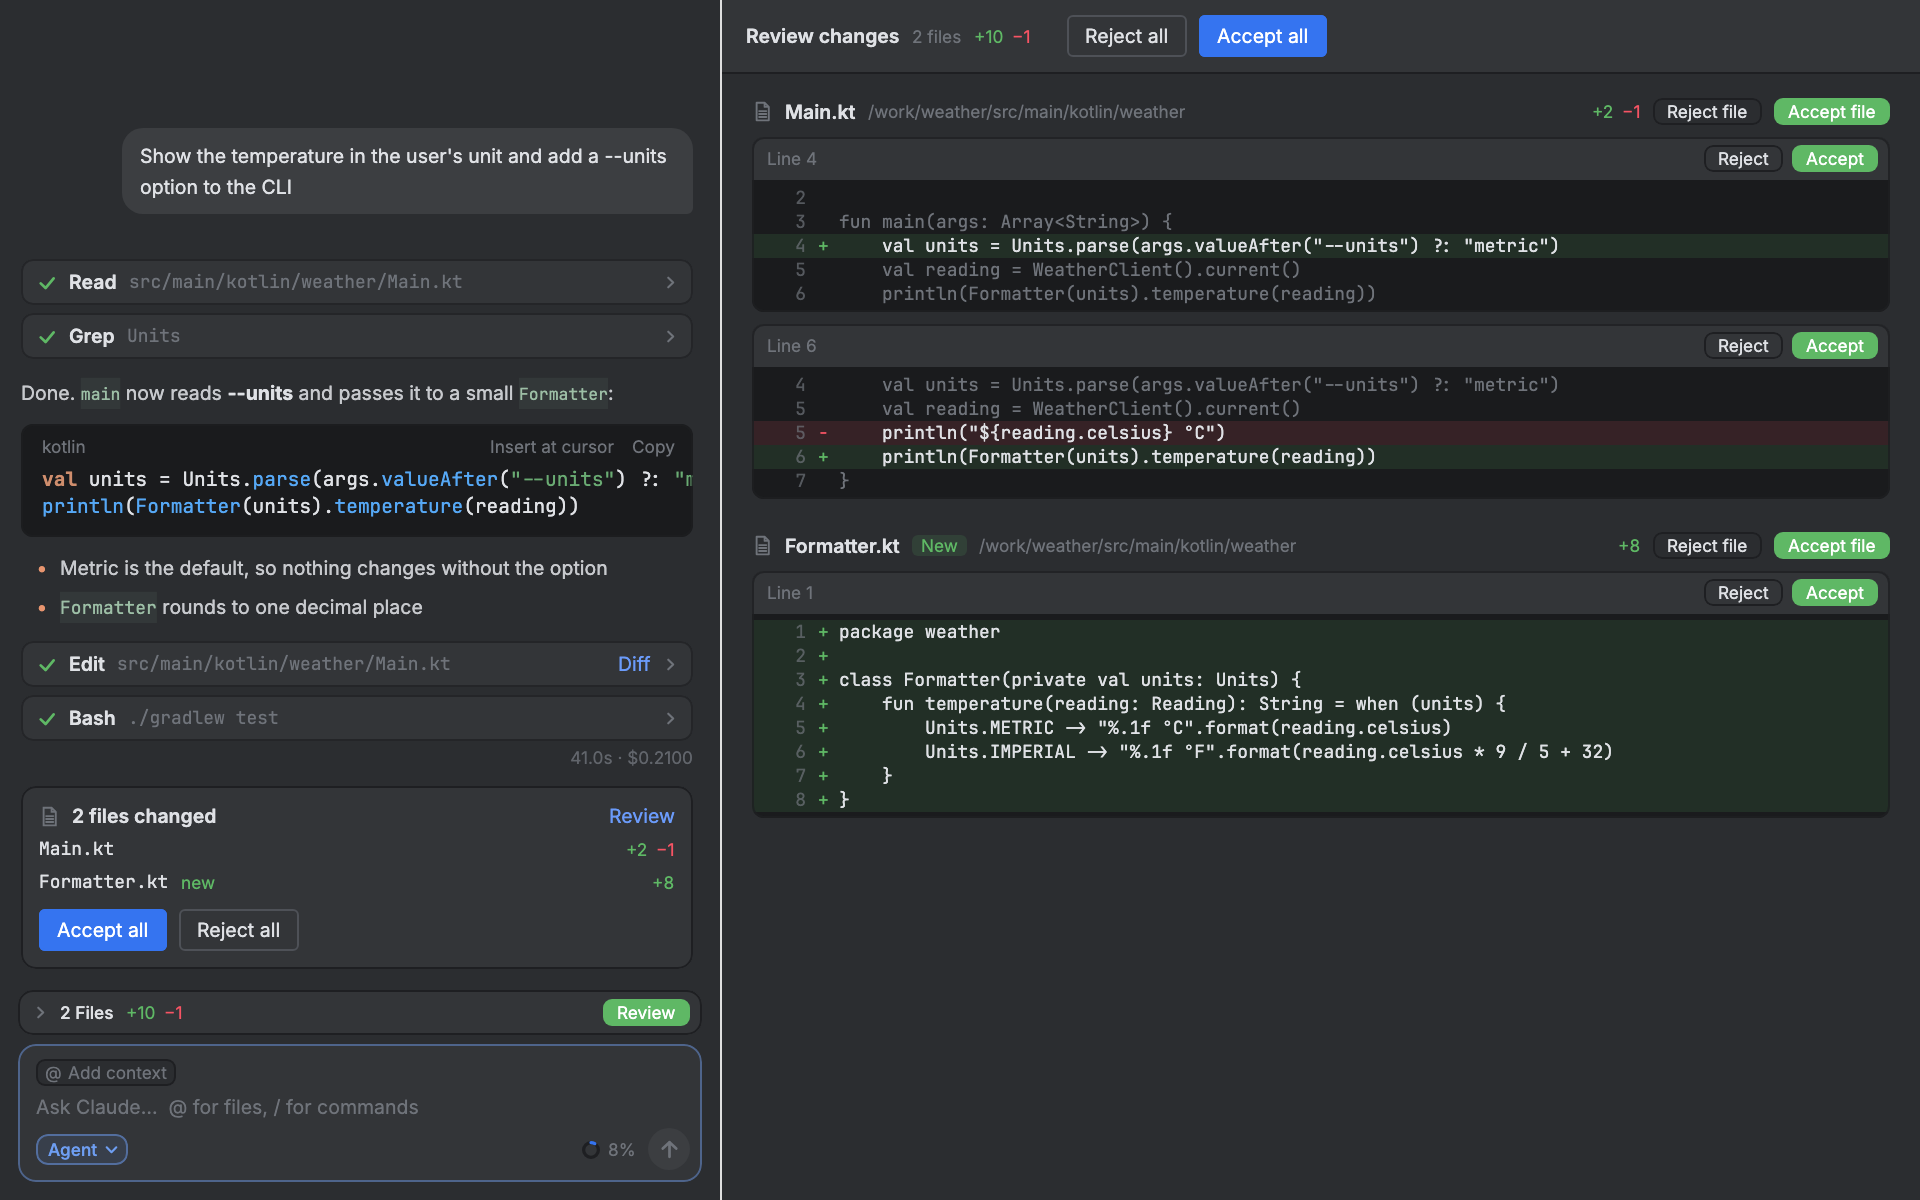 Show the temperature in the user's unit and add a --units
option to the CLI
Read src/main/kotlin/weather/Main.kt
Grep Units
Done. main now reads --units and passes it to a small Formatter:
kotlin Insert at cursor Copy
val units = Units.parse(args.valueAfter("--units") ?: "m
println(Formatter(units).temperature(reading))
• Metric is the default, so nothing changes without the option
• Formatter rounds to one decimal place
Edit src/main/kotlin/weather/Main.kt Diff
Bash ./gradlew test
41.0s · $0.2100
2 files changed Review
Main.kt +2 −1
Formatter.kt new +8
Accept all Reject all
2 Files +10 −1 Review
@ Add context
Ask Claude... @ for files, / for commands
Agent 8%
Review changes 2 files +10 −1 Reject all Accept all
Main.kt /work/weather/src/main/kotlin/weather +2 −1 Reject file Accept file
Line 4 Reject Accept
2
3 fun main(args: Array<String>) {
4 + val units = Units.parse(args.valueAfter("--units") ?: "metric")
5 val reading = WeatherClient().current()
6 println(Formatter(units).temperature(reading))
Line 6 Reject Accept
4 val units = Units.parse(args.valueAfter("--units") ?: "metric")
5 val reading = WeatherClient().current()
5 - println("${reading.celsius} °C")
6 + println(Formatter(units).temperature(reading))
7 }
Formatter.kt New /work/weather/src/main/kotlin/weather +8 Reject file Accept file
Line 1 Reject Accept
1 + package weather
2 +
3 + class Formatter(private val units: Units) {
4 + fun temperature(reading: Reading): String = when (units) {
5 + Units.METRIC -> "%.1f °C".format(reading.celsius)
6 + Units.IMPERIAL -> "%.1f °F".format(reading.celsius * 9 / 5 + 32)
7 + }
8 + }